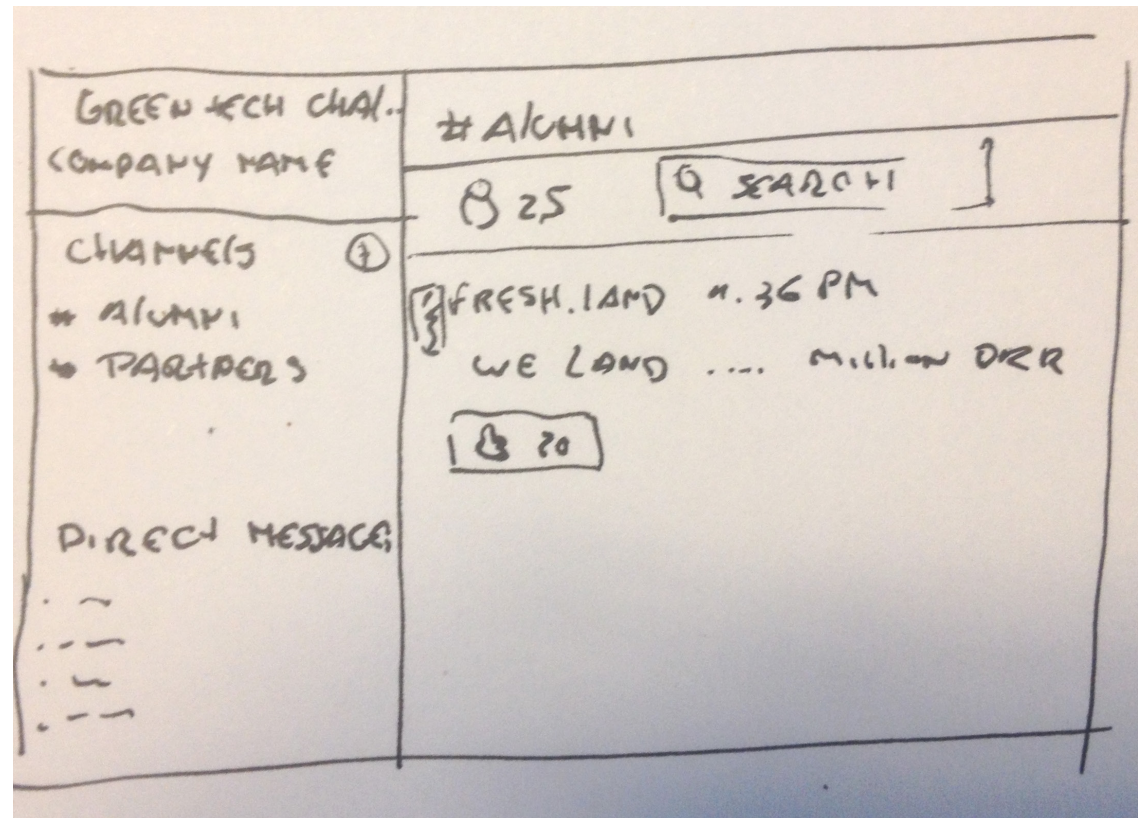 GREEN TECH CHAL.
COMPANY NAME
CHANNELS +
# ALUMNI
# PARTNERS
DIRECT MESSAGES
# ALUMNI
25 SEARCH
FRESH.LAND 36 PM
WE LAND .... MILLION
20